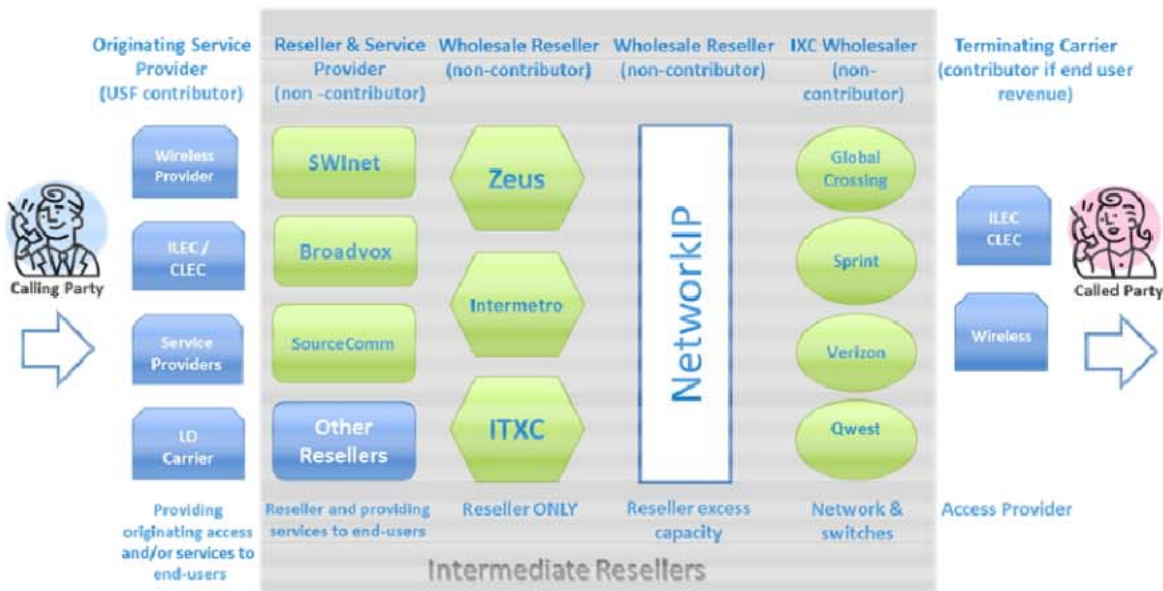 Originating Service
Provider
(USF contributor)
Reseller & Service
Provider
(non -contributor)
Wholesale Reseller
(non-contributor)
Wholesale Reseller
(non-contributor)
IXC Wholesaler
(non-
contributor)
Terminating Carrier
(contributor if end user
revenue)
Calling Party
Wireless
Provider
ILEC /
CLEC
Service
Providers
LD
Carrier
SWInet
Broadvox
SourceComm
Other
Resellers
Zeus
Intermetro
ITXC
NetworkIP
Global
Crossing
Sprint
Verizon
Qwest
ILEC
CLEC
Wireless
Called Party
Providing
originating access
and/or services to
end-users
Reseller and providing
services to end-users
Reseller ONLY
Reseller excess
capacity
Network &
switches
Access Provider
Intermediate Resellers